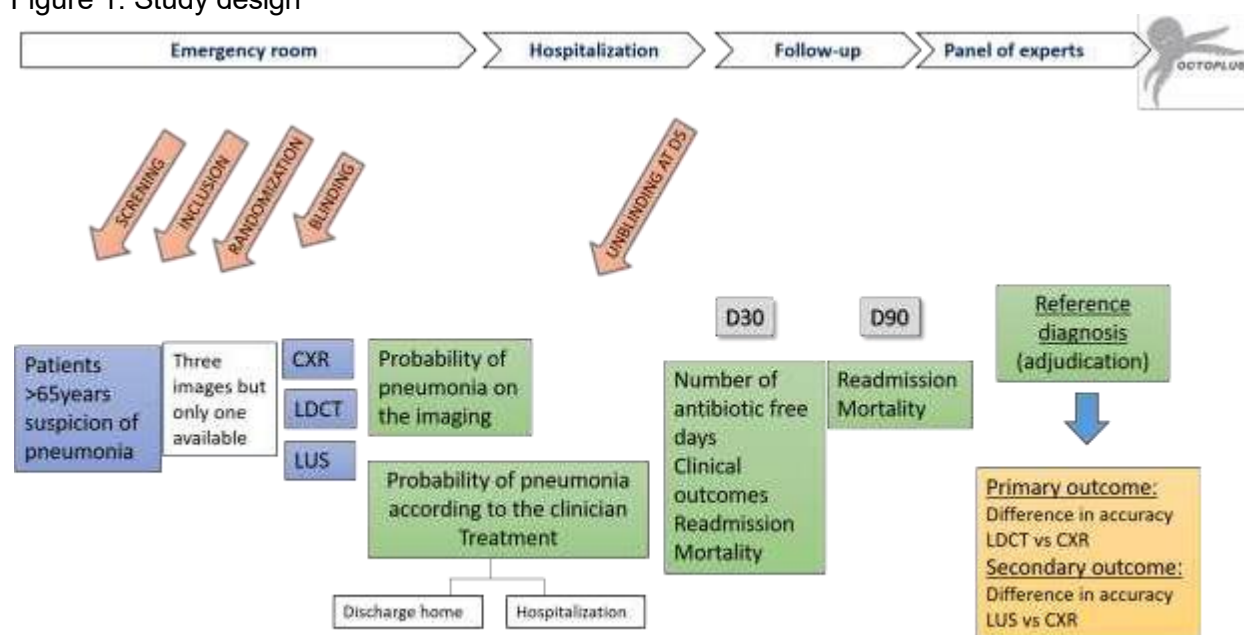 Figure 1: Study design
Emergency room
Hospitalization
Follow-up
Panel of experts
OCTOPLUS
SCRENING
INCLUSION
RANDOMIZATION
BLINDING
UNBLINDING AT D5
Patients
>65years
suspicion of
pneumonia
Three
images but
only one
available
CXR
LDCT
LUS
Probability of
pneumonia on
the imaging
Probability of pneumonia
according to the clinician
Treatment
Discharge home
Hospitalization
D30
Number of
antibiotic free
days
Clinical
outcomes
Readmission
Mortality
D90
Readmission
Mortality
Reference
diagnosis
(adjudication)
Primary outcome:
Difference in accuracy
LDCT vs CXR
Secondary outcome:
Difference in accuracy
LUS vs CXR